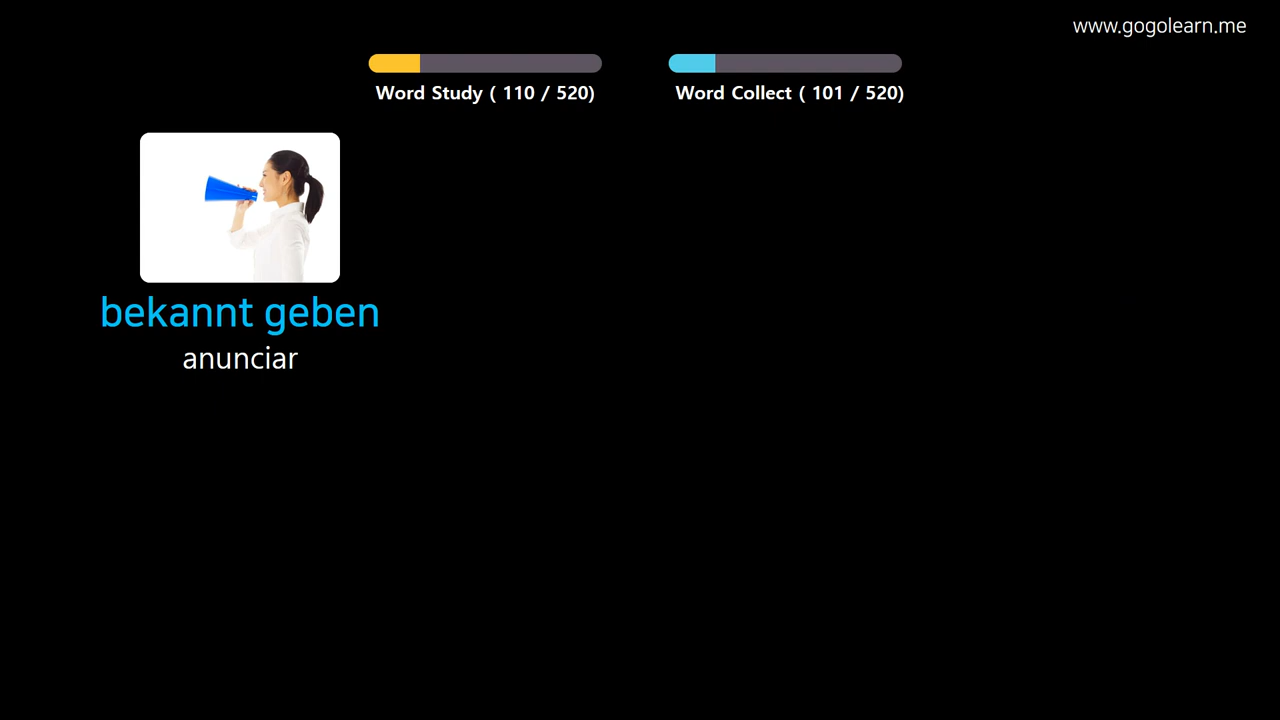 www.gogolearn.me
Word Study ( 110 / 520)
Word Collect ( 101 / 520)
bekannt geben
anunciar